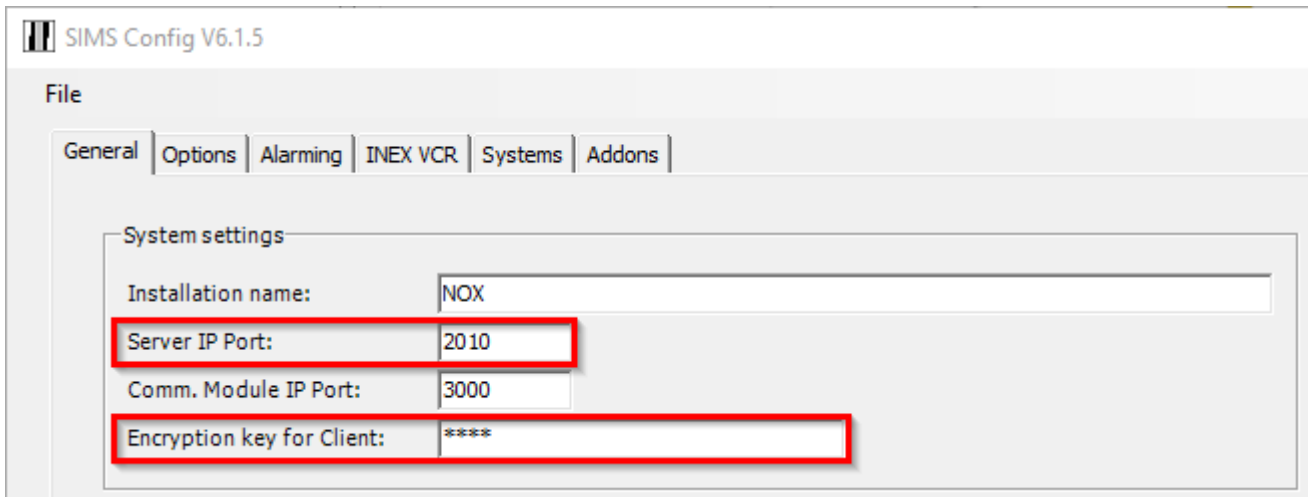 SIMS Config V6.1.5
File
General Options Alarming INEX VCR Systems Addons
System settings
Installation name: NOX
Server IP Port: 2010
Comm. Module IP Port: 3000
Encryption key for Client: ****